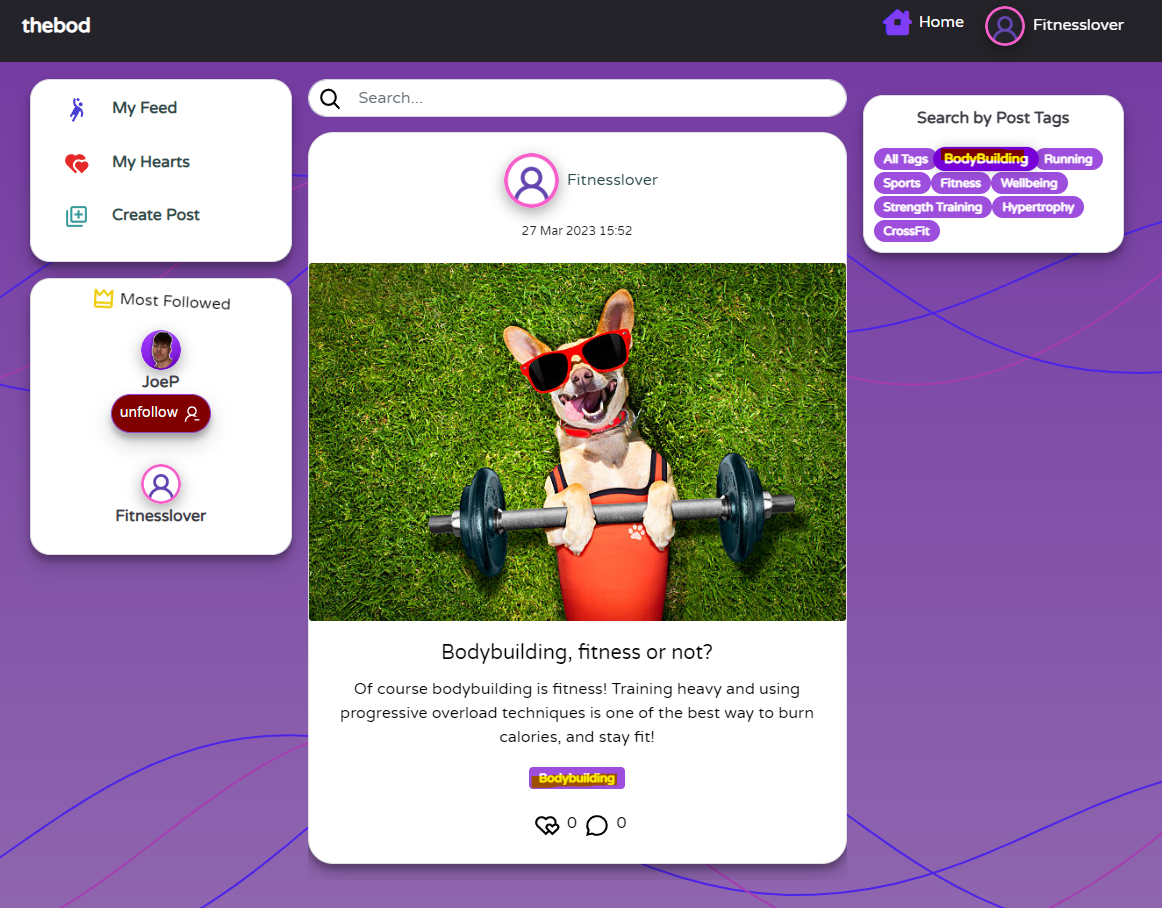 thebod
Home
Fitnesslover
My Feed
My Hearts
Create Post
Most Followed
JoeP
unfollow
Fitnesslover
Search...
Fitnesslover
27 Mar 2023 15:52
Bodybuilding, fitness or not?
Of course bodybuilding is fitness! Training heavy and using
progressive overload techniques is one of the best way to burn
calories, and stay fit!
Bodybuilding
0 0
Search by Post Tags
All Tags BodyBuilding Running
Sports Fitness Wellbeing
Strength Training Hypertrophy
CrossFit